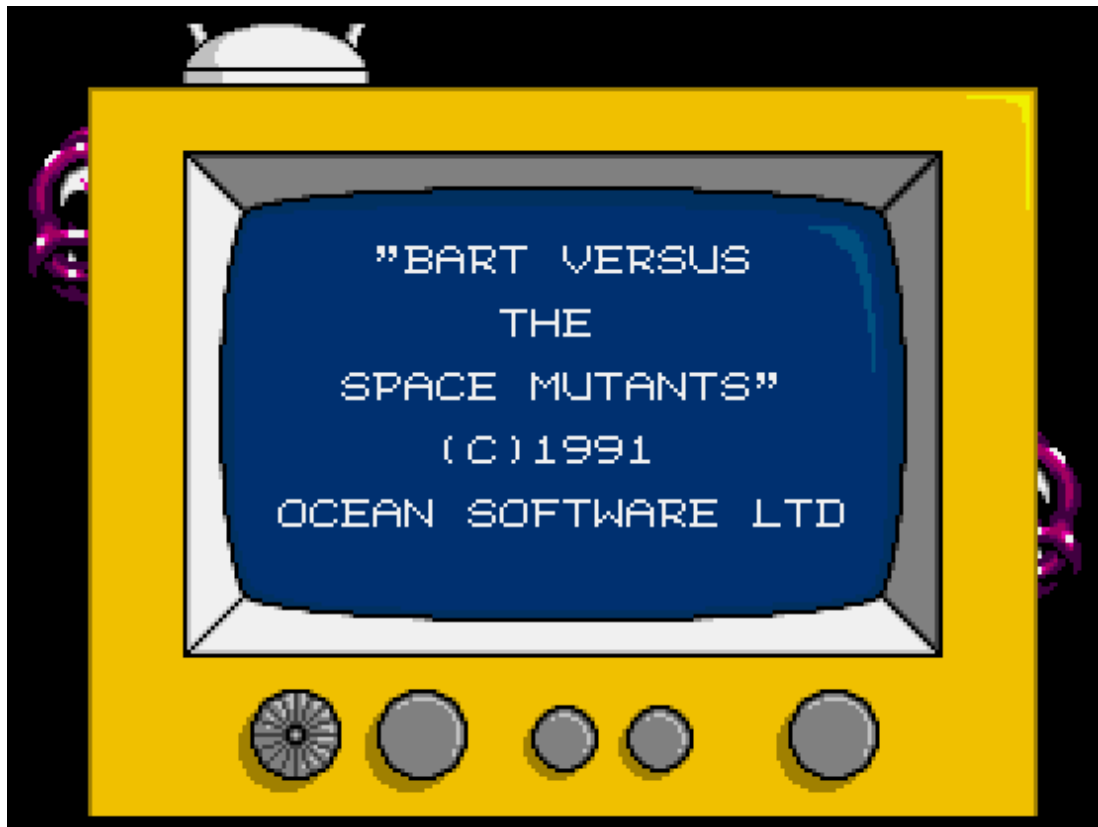 "BART VERSUS
THE
SPACE MUTANTS"
(C)1991
OCEAN SOFTWARE LTD